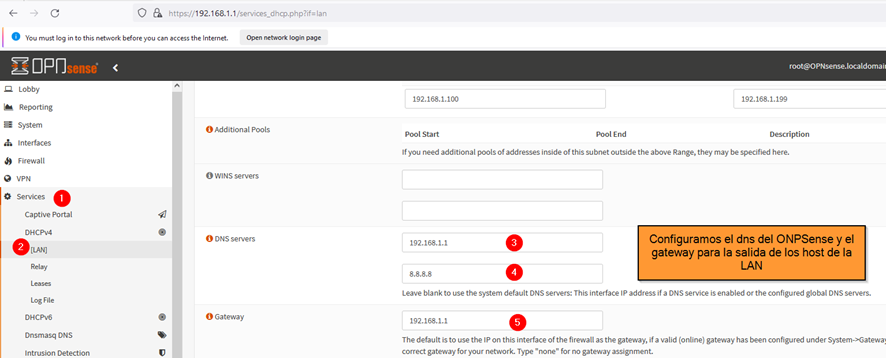 https://192.168.1.1/services_dhcp.php?if=lan
You must log in to this network before you can access the Internet.
Open network login page
OPNsense
root@OPNsense.localdomai
Lobby
Reporting
System
Interfaces
Firewall
VPN
Services
1
Captive Portal
DHCPv4
2
[LAN]
Relay
Leases
Log File
DHCPv6
Dnsmasq DNS
Intrusion Detection
192.168.1.100
192.168.1.199
Additional Pools
Pool Start
Pool End
Description
If you need additional pools of addresses inside of this subnet outside the above Range, they may be specified here.
WINS servers
DNS servers
192.168.1.1
3
8.8.8.8
4
Leave blank to use the system default DNS servers: This interface IP address if a DNS service is enabled or the configured global DNS servers.
Configuramos el dns del ONPSense y el
gateway para la salida de los host de la
LAN
Gateway
192.168.1.1
5
The default is to use the IP on this interface of the firewall as the gateway, if a valid (online) gateway has been configured under System->Gateway
correct gateway for your network. Type "none" for no gateway assignment.